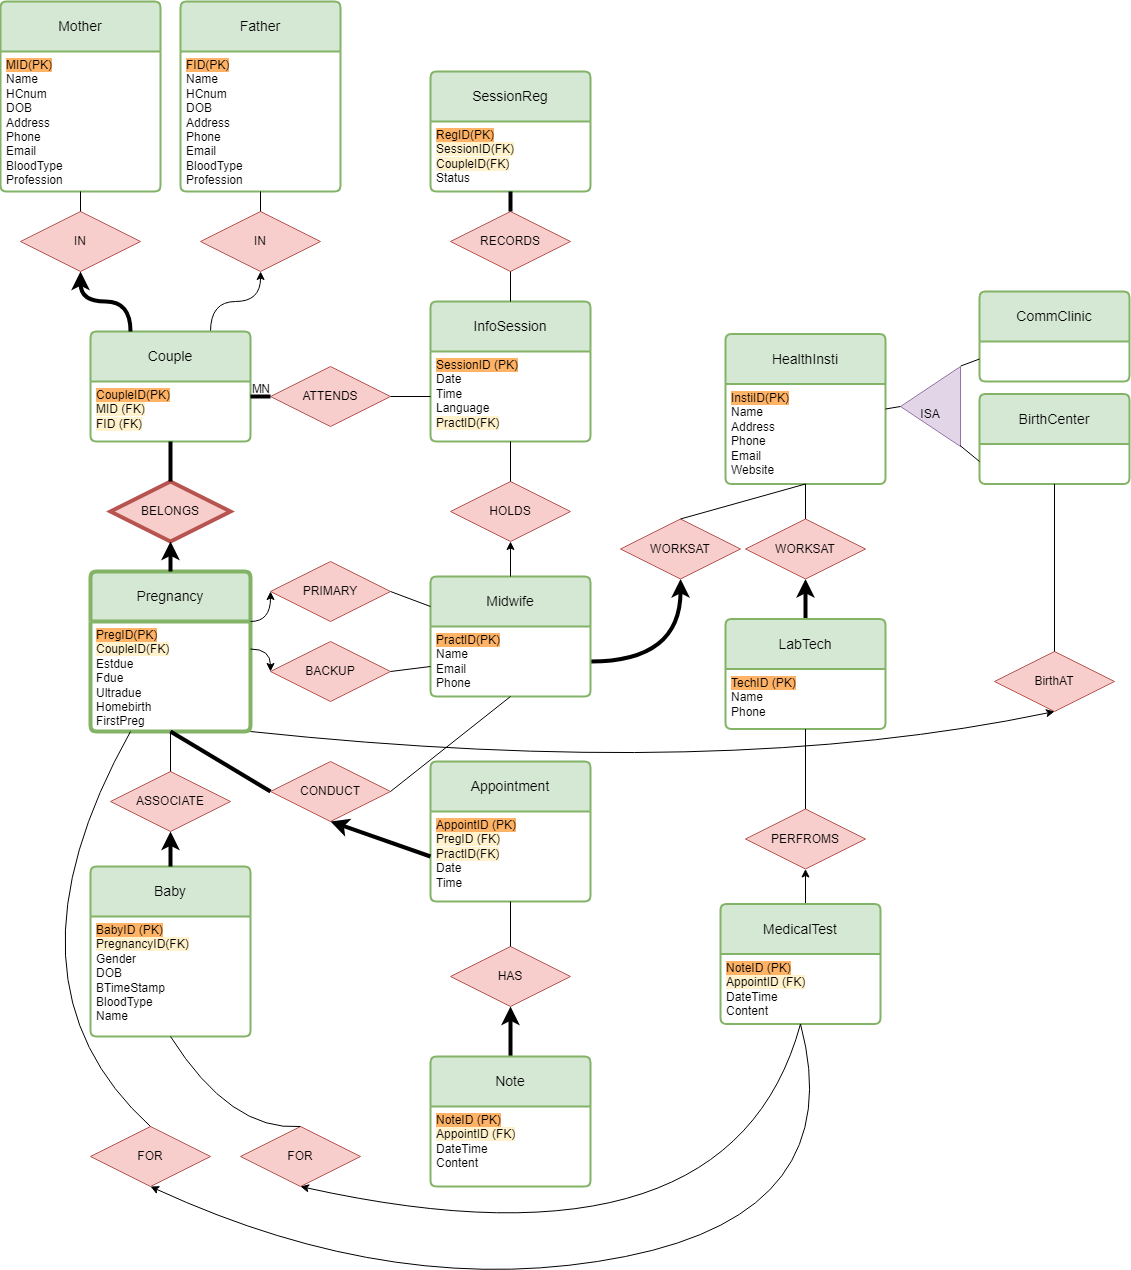 Mother
MID(PK)
Name
HCnum
DOB
Address
Phone
Email
BloodType
Profession
Father
FID(PK)
Name
HCnum
DOB
Address
Phone
Email
BloodType
Profession
SessionReg
RegID(PK)
SessionID(FK)
CoupleID(FK)
Status
IN
IN
RECORDS
Couple
CoupleID(PK)
MID (FK)
FID (FK)
MN
ATTENDS
InfoSession
SessionID (PK)
Date
Time
Language
PractID(FK)
HealthInsti
InstiID(PK)
Name
Address
Phone
Email
Website
ISA
CommClinic
BirthCenter
BELONGS
HOLDS
WORKSAT
WORKSAT
Pregnancy
PregID(PK)
CoupleID(FK)
Estdue
Fdue
Ultradue
Homebirth
FirstPreg
PRIMARY
BACKUP
Midwife
PractID(PK)
Name
Email
Phone
LabTech
TechID (PK)
Name
Phone
BirthAT
ASSOCIATE
CONDUCT
Appointment
AppointID (PK)
PregID (FK)
PractID(FK)
Date
Time
PERFROMS
Baby
BabyID (PK)
PregnancyID(FK)
Gender
DOB
BTimeStamp
BloodType
Name
HAS
MedicalTest
NoteID (PK)
AppointID (FK)
DateTime
Content
Note
NoteID (PK)
AppointID (FK)
DateTime
Content
FOR
FOR